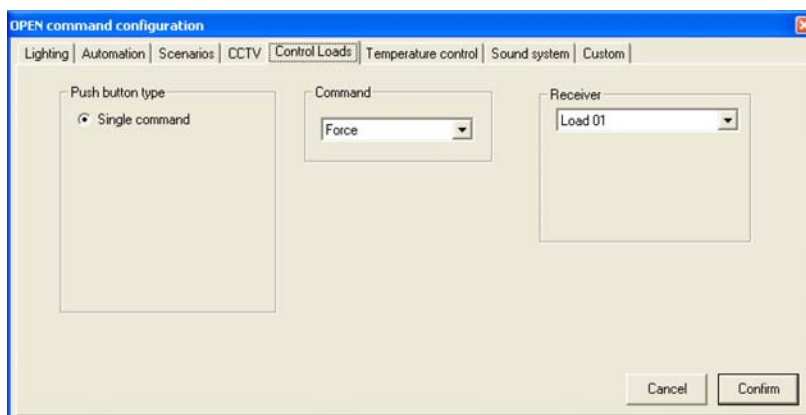 OPEN command configuration
Lighting Automation Scenarios CCTV Control Loads Temperature control Sound system Custom
Push button type
Single command
Command
Force
Receiver
Load 01
Cancel Confirm